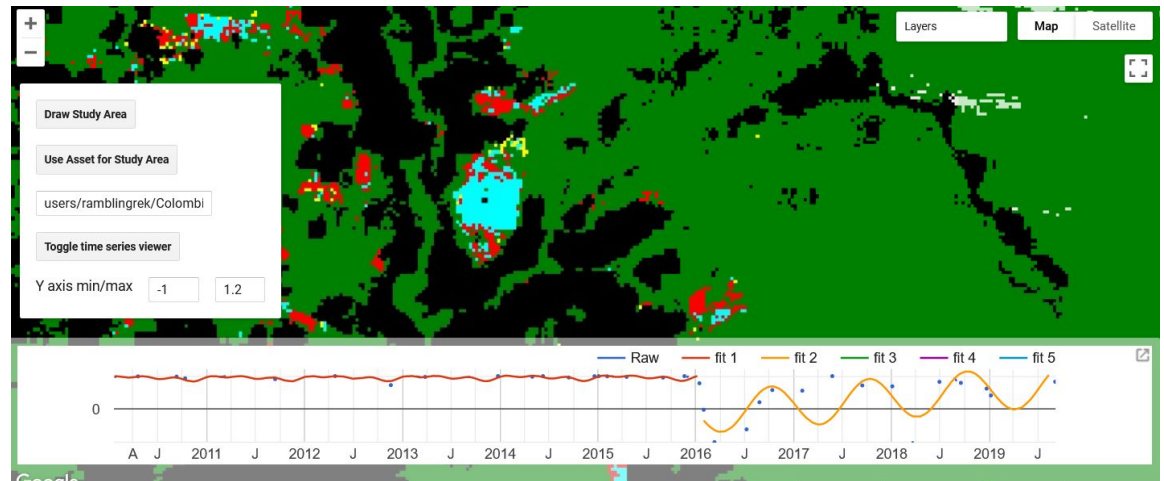 +
Layers
Map Satellite
−
Draw Study Area
Use Asset for Study Area
users/ramblingrek/Colombi
Toggle time series viewer
Y axis min/max -1 1.2
Raw fit 1 fit 2 fit 3 fit 4 fit 5
0
A J 2011 J 2012 J 2013 J 2014 J 2015 J 2016 J 2017 J 2018 J 2019 J
Google